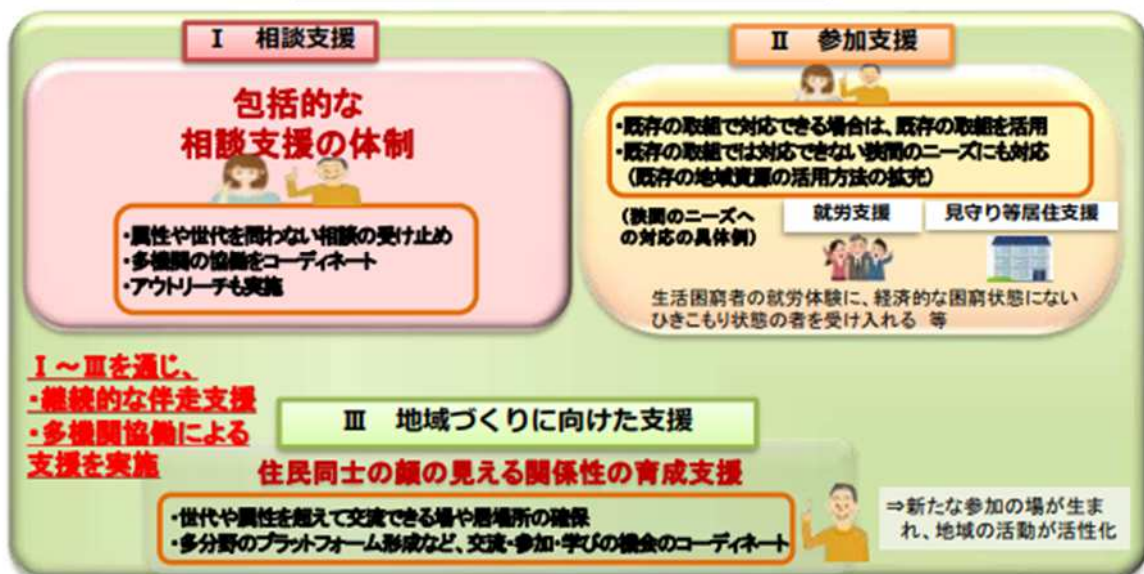 Ⅰ 相談支援
包括的な
相談支援の体制
・属性や世代を問わない相談の受け止め
・多機関の協働をコーディネート
・アウトリーチも実施
Ⅱ 参加支援
・既存の取組で対応できる場合は、既存の取組を活用
・既存の取組では対応できない狭間のニーズにも対応
(既存の地域資源の活用方法の拡充)
(狭間のニーズへ
の対応の具体例)
就労支援
見守り等居住支援
生活困窮者の就労体験に、経済的な困窮状態にない
ひきこもり状態の者を受け入れる 等
Ⅰ～Ⅲを通じ、
・継続的な伴走支援
・多機関協働による
支援を実施
Ⅲ 地域づくりに向けた支援
住民同士の顔の見える関係性の育成支援
・世代や属性を超えて交流できる場や居場所の確保
・多分野のプラットフォーム形成など、交流・参加・学びの機会のコーディネート
⇒新たな参加の場が生ま
れ、地域の活動が活性化